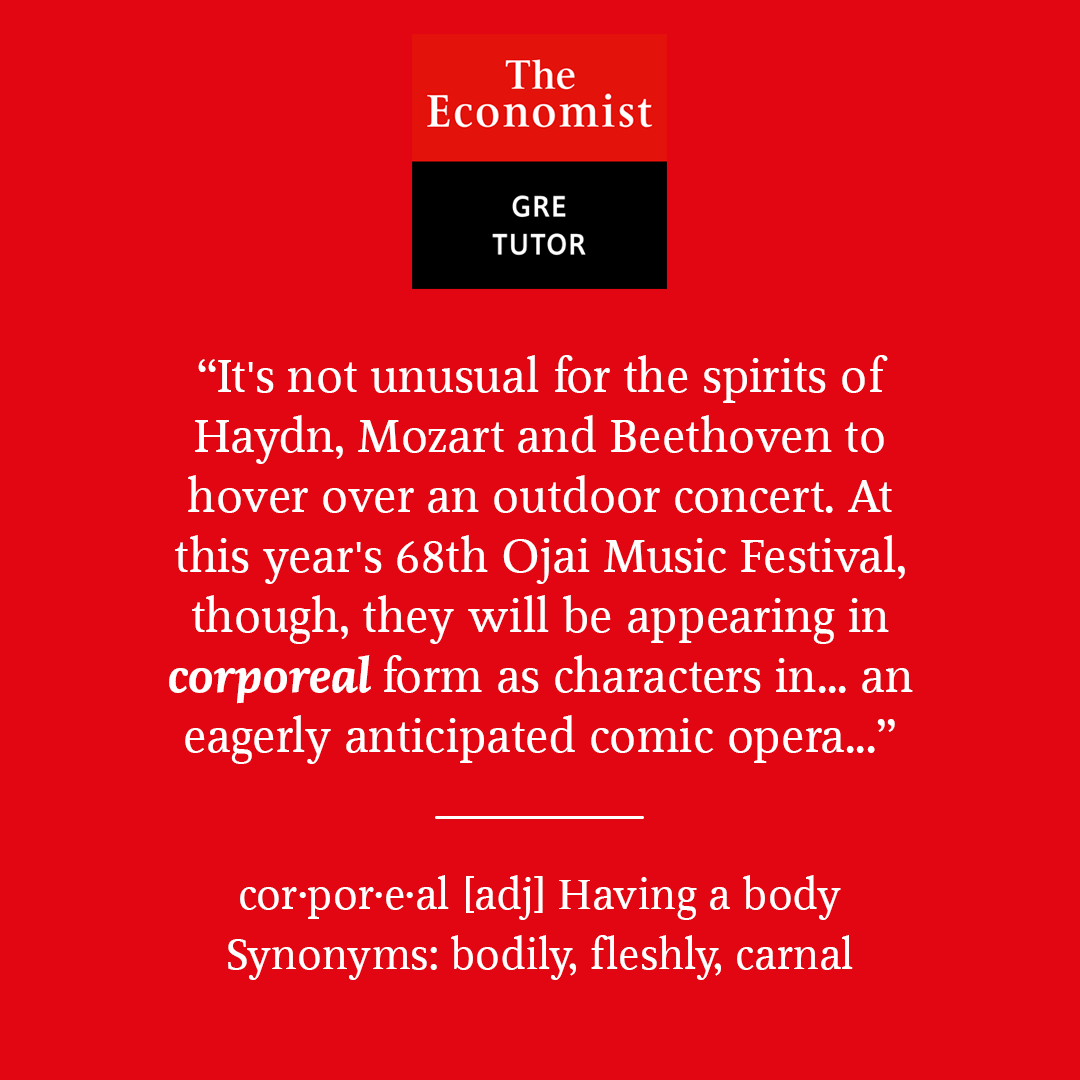 The
Economist
GRE
TUTOR
“It's not unusual for the spirits of
Haydn, Mozart and Beethoven to
hover over an outdoor concert. At
this year's 68th Ojai Music Festival,
though, they will be appearing in
corporeal form as characters in... an
eagerly anticipated comic opera...”
cor·por·e·al [adj] Having a body
Synonyms: bodily, fleshly, carnal